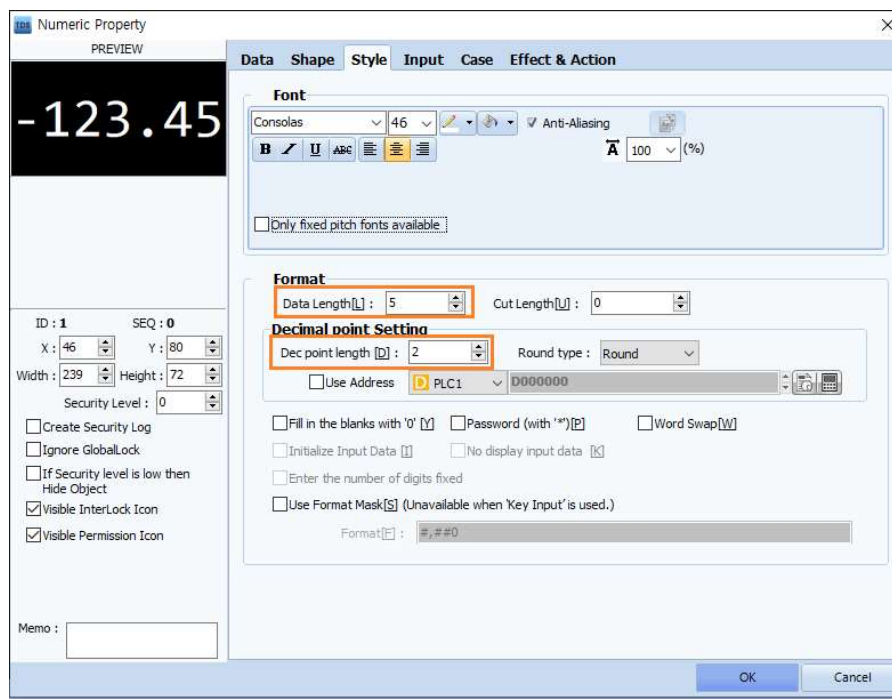 TDS Numeric Property
PREVIEW
-123.45
ID : 1 SEQ : 0
X : 46 Y : 80
Width : 239 Height : 72
Security Level : 0
Create Security Log
Ignore GlobalLock
If Security level is low then
Hide Object
Visible InterLock Icon
Visible Permission Icon
Memo :
Data Shape Style Input Case Effect & Action
Font
Consolas 46 Anti-Aliasing
B I U ABC A 100 (%)
Only fixed pitch fonts available
Format
Data Length[L] : 5 Cut Length[U] : 0
Decimal point Setting
Dec point length [D] : 2 Round type : Round
Use Address D PLC1 D000000
Fill in the blanks with '0' [Y] Password (with '*')[P] Word Swap[W]
Initialize Input Data [I] No display input data [K]
Enter the number of digits fixed
Use Format Mask[S] (Unavailable when 'Key Input' is used.)
Format[F] : #,##0
OK Cancel